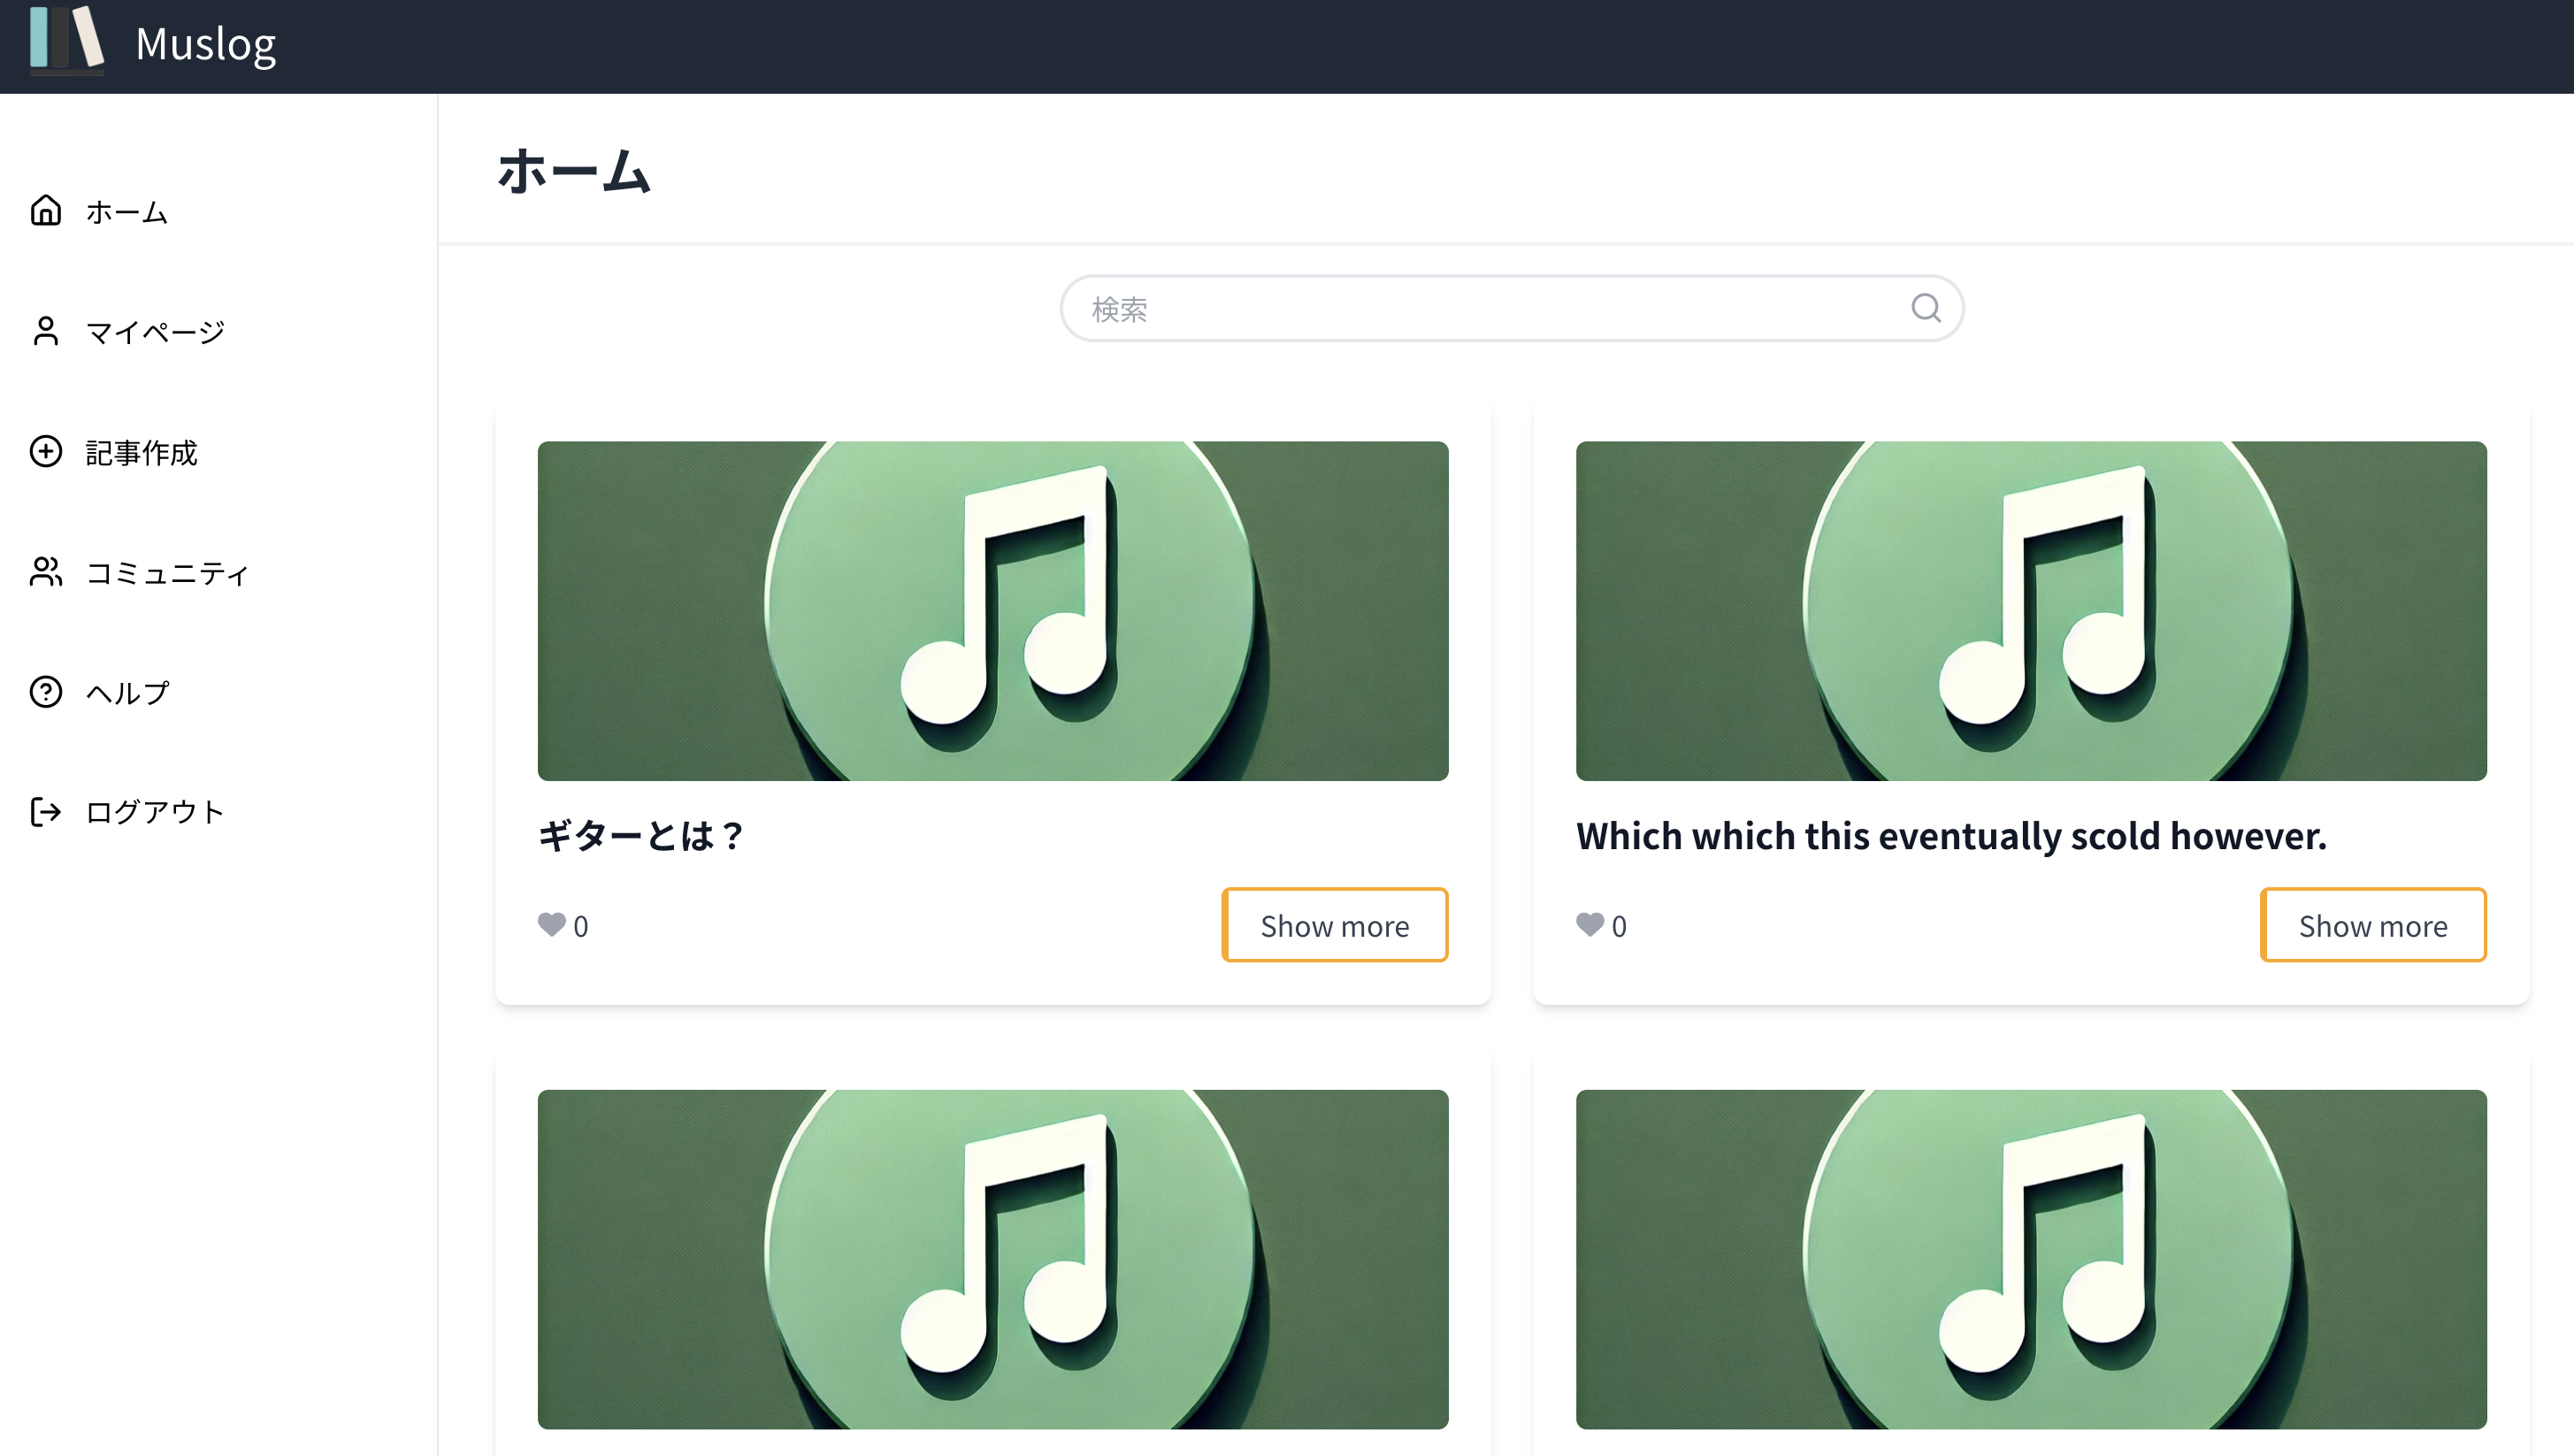 Muslog
ホーム
マイページ
記事作成
コミュニティ
ヘルプ
ログアウト
ホーム
検索
ギターとは？
0
Show more
Which which this eventually scold however.
0
Show more